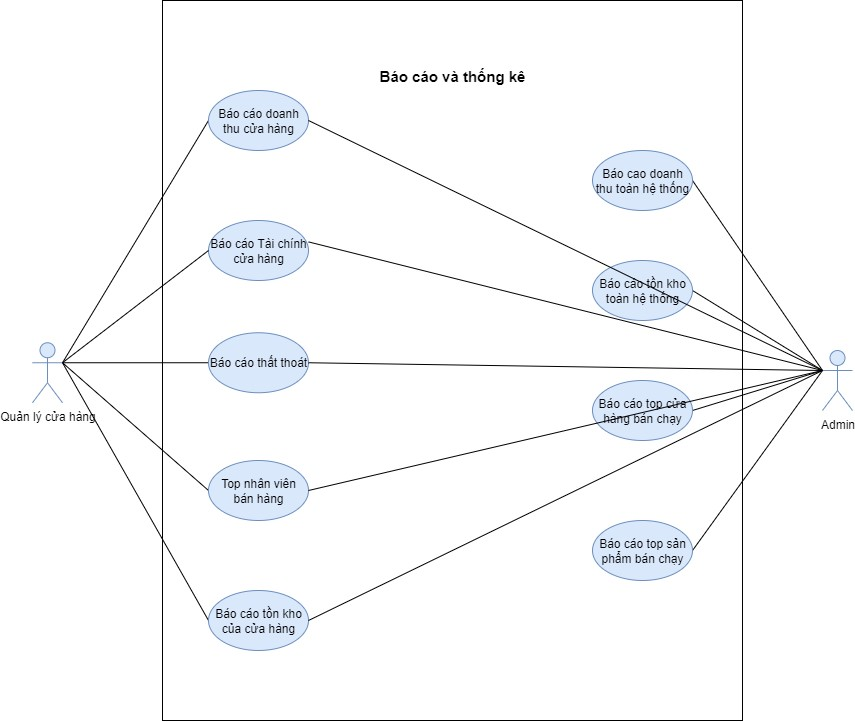 Báo cáo và thống kê
Báo cáo doanh
thu cửa hàng
Báo cao doanh
thu toàn hệ thống
Báo cáo Tài chính
cửa hàng
Báo cáo tồn kho
toàn hệ thống
Báo cáo thất thoát
Quản lý cửa hàng
Admin
Báo cáo top cửa
hàng bán chạy
Top nhân viên
bán hàng
Báo cáo top sản
phẩm bán chạy
Báo cáo tồn kho
của cửa hàng